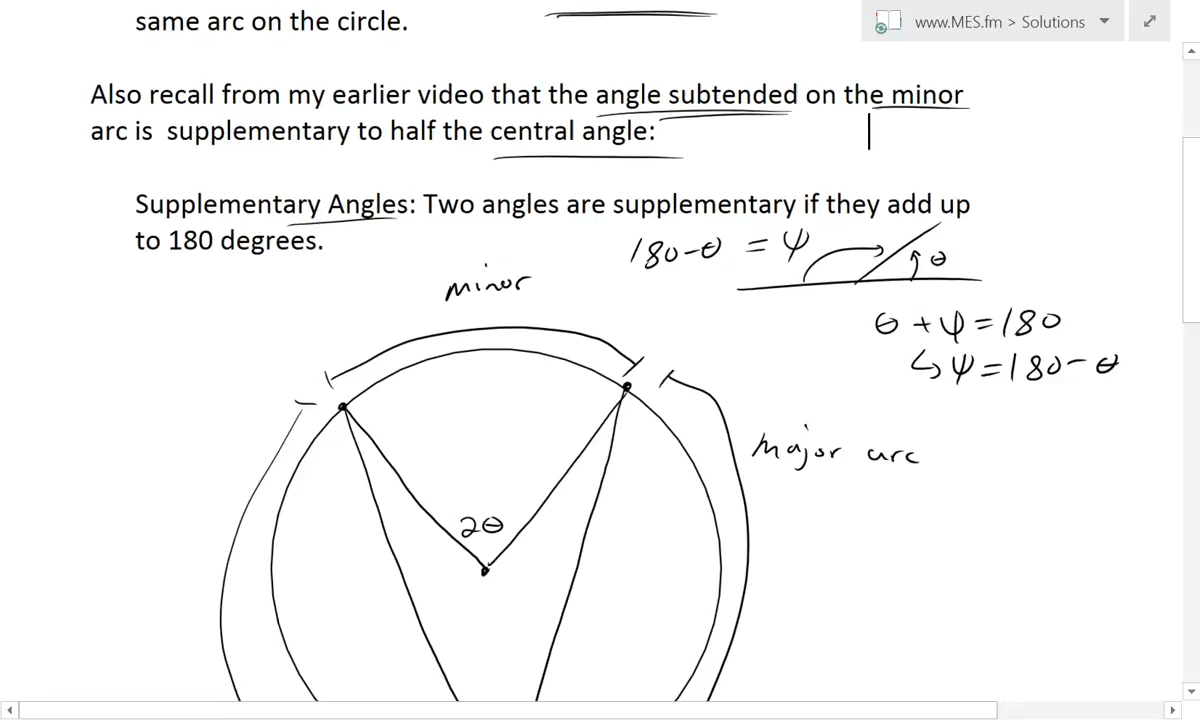 same arc on the circle.
www.MES.fm > Solutions
Also recall from my earlier video that the angle subtended on the minor
arc is supplementary to half the central angle:
Supplementary Angles: Two angles are supplementary if they add up
to 180 degrees.
180-θ = ψ
θ
θ + ψ = 180
↳ ψ = 180 - θ
minor
major arc
2θ